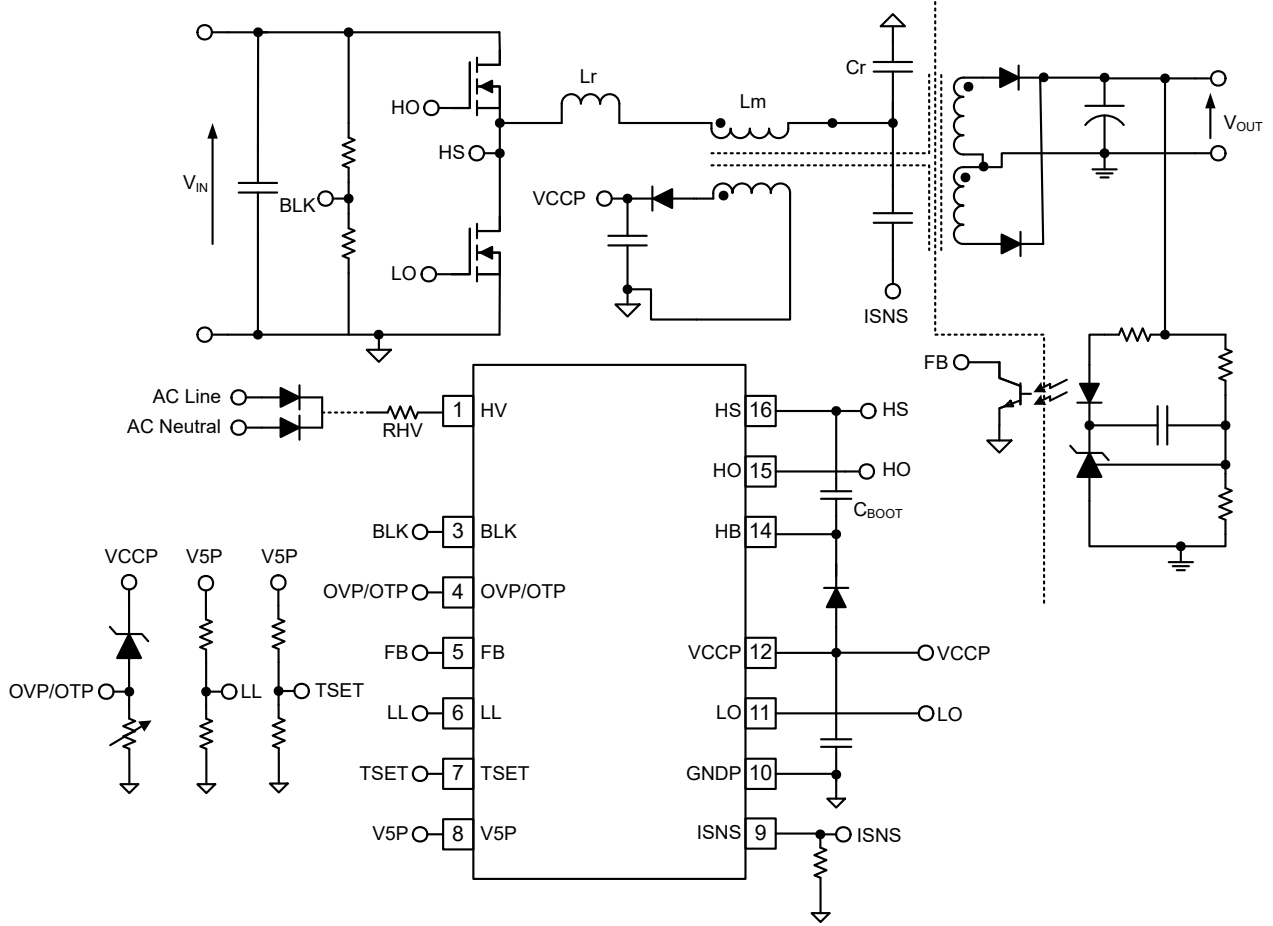 Cr
Lr
Lm
HO
HS
VIN
BLK
VCCP
LO
ISNS
VOUT
FB
AC Line
AC Neutral
RHV
1 HV
HS 16
HS
HO 15
HO
CBOOT
BLK
3 BLK
HB 14
VCCP
V5P
V5P
OVP/OTP
4 OVP/OTP
FB
5 FB
VCCP 12
VCCP
OVP/OTP
LL
TSET
LL
6 LL
LO 11
LO
TSET
7 TSET
GNDP 10
V5P
8 V5P
ISNS 9
ISNS